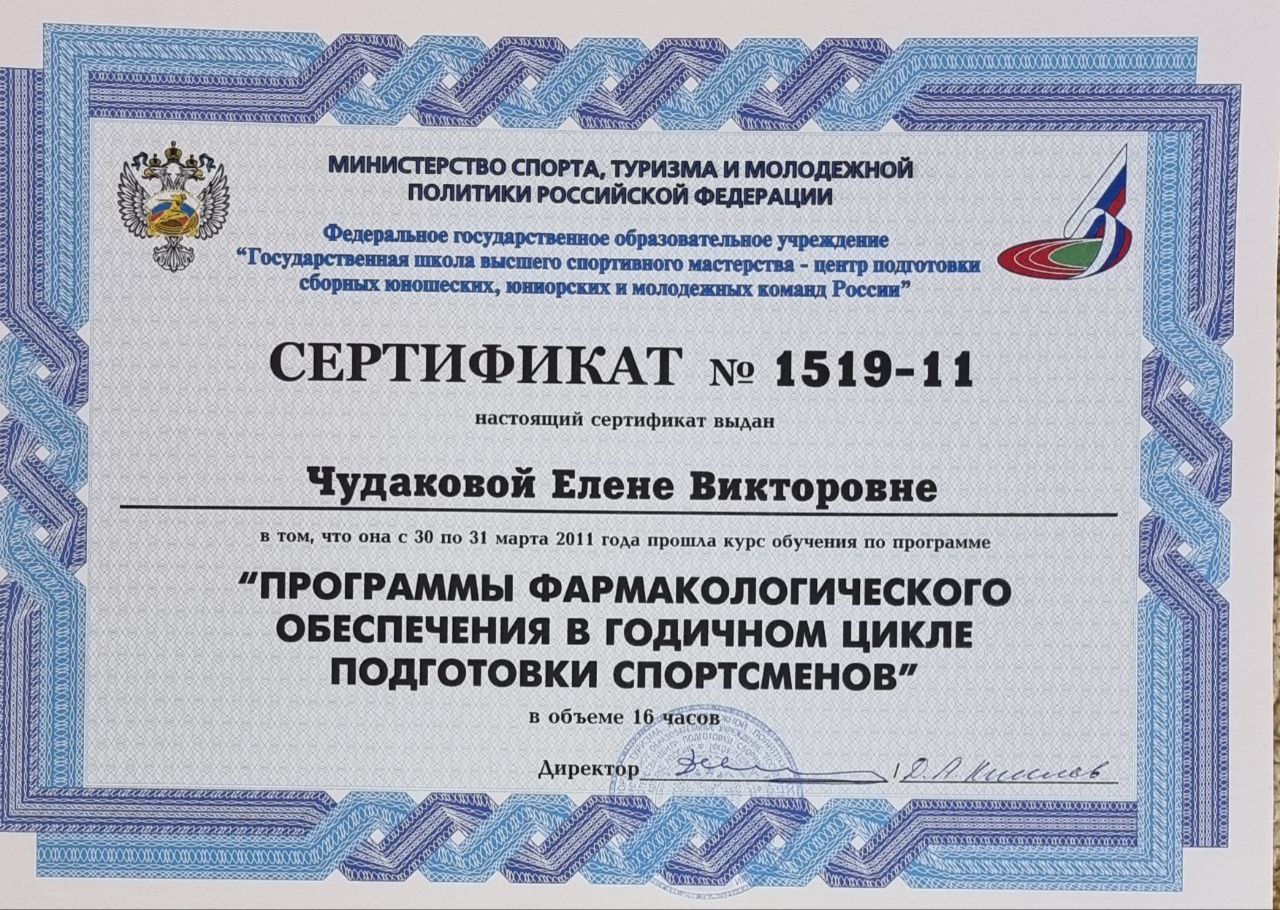 МИНИСТЕРСТВО СПОРТА, ТУРИЗМА И МОЛОДЕЖНОЙ
ПОЛИТИКИ РОССИЙСКОЙ ФЕДЕРАЦИИ
Федеральное государственное образовательное учреждение
“Государственная школа высшего спортивного мастерства - центр подготовки
сборных юношеских, юниорских и молодежных команд России”
СЕРТИФИКАТ № 1519-11
настоящий сертификат выдан
Чудаковой Елене Викторовне
в том, что она с 30 по 31 марта 2011 года прошла курс обучения по программе
“ПРОГРАММЫ ФАРМАКОЛОГИЧЕСКОГО
ОБЕСПЕЧЕНИЯ В ГОДИЧНОМ ЦИКЛЕ
ПОДГОТОВКИ СПОРТСМЕНОВ”
в объеме 16 часов
Директор / Д. А.